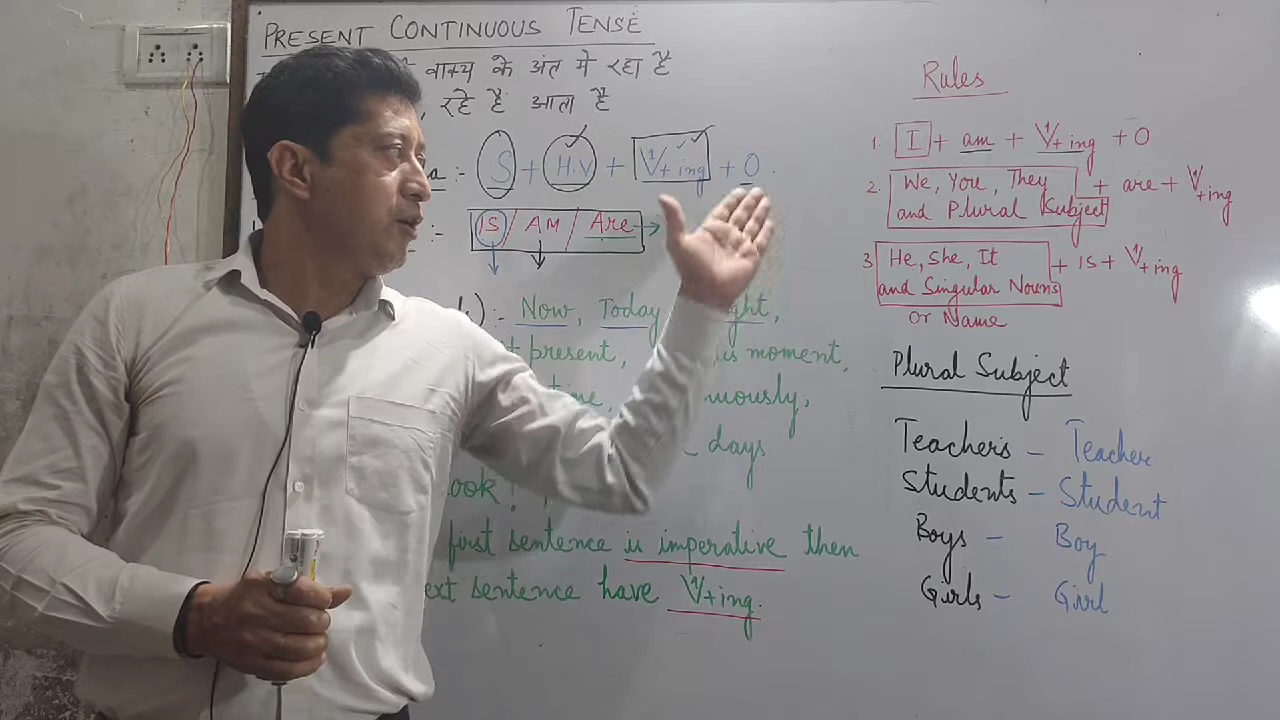 PRESENT CONTINUOUS TENSE
वाक्य के अंत मे रहा है
, रहे हैं आता है
a :- S + H.V + V¹+ing + O .
:- IS / AM / Are
:- Now, Today
present, moment,
days
first sentence is imperative then
sentence have V¹+ing.
Rules
1. I + am + V¹+ing + O
2. We, You, They
and Plural Subject + are + V¹+ing
3 He, She, It
and Singular Nouns + is + V¹+ing
or Name
Plural Subject
Teachers – Teacher
Students – Student
Boys – Boy
Girls – Girl